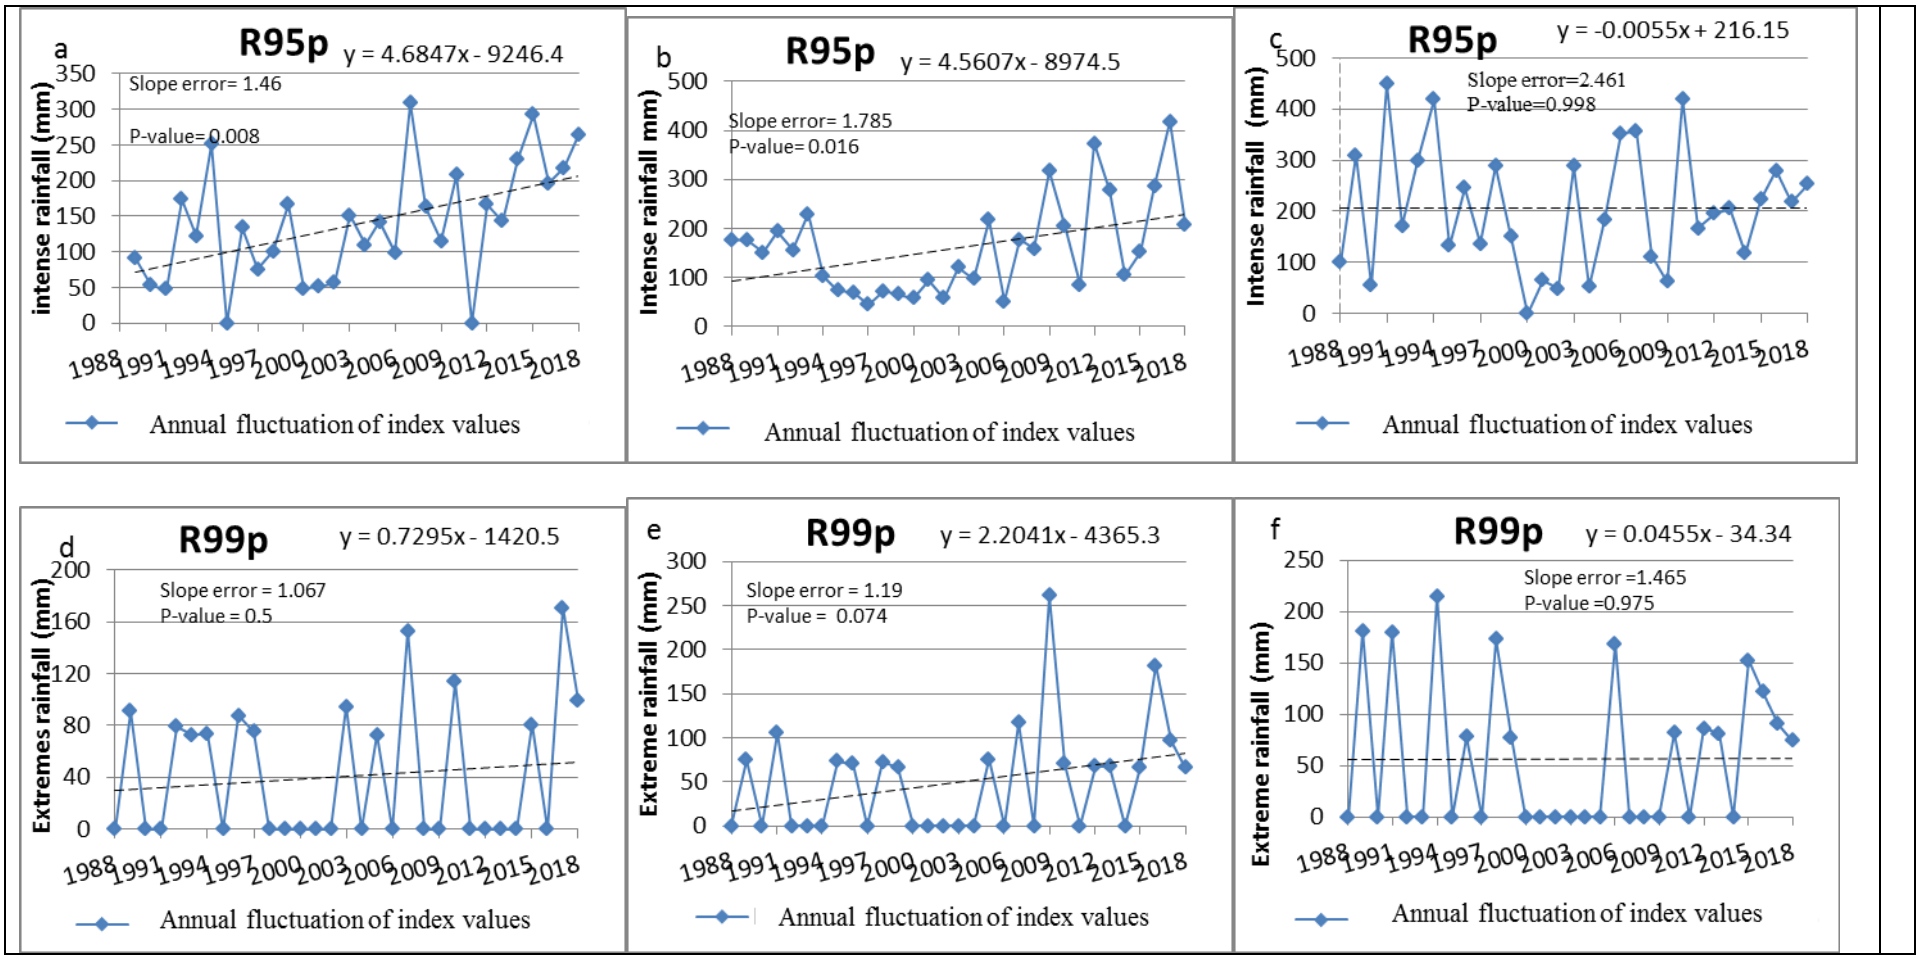 a
R95p
y = 4.6847x - 9246.4
Slope error= 1.46
P-value= 0.008
intense rainfall (mm)
350
300
250
200
150
100
50
0
1988
1991
1994
1997
2000
2003
2006
2009
2012
2015
2018
Annual fluctuation of index values
b
R95p
y = 4.5607x - 8974.5
Slope error= 1.785
P-value= 0.016
Intense rainfall mm)
500
400
300
200
100
0
1988
1991
1994
1997
2000
2003
2006
2009
2012
2015
2018
Annual fluctuation of index values
c
R95p
y = -0.0055x + 216.15
Slope error=2.461
P-value=0.998
Intense rainfall (mm)
500
400
300
200
100
0
1988
1991
1994
1997
2000
2003
2006
2009
2012
2015
2018
Annual fluctuation of index values
d
R99p
y = 0.7295x - 1420.5
Slope error = 1.067
P-value = 0.5
Extremes rainfall (mm)
200
160
120
80
40
0
1988
1991
1994
1997
2000
2003
2006
2009
2012
2015
2018
Annual fluctuation of index values
e
R99p
y = 2.2041x - 4365.3
Slope error = 1.19
P-value = 0.074
Extreme rainfall (mm)
300
250
200
150
100
50
0
1988
1991
1994
1997
2000
2003
2006
2009
2012
2015
2018
Annual fluctuation of index values
f
R99p
y = 0.0455x - 34.34
Slope error =1.465
P-value =0.975
Extreme rainfall (mm)
250
200
150
100
50
0
1988
1991
1994
1997
2000
2003
2006
2009
2012
2015
2018
Annual fluctuation of index values